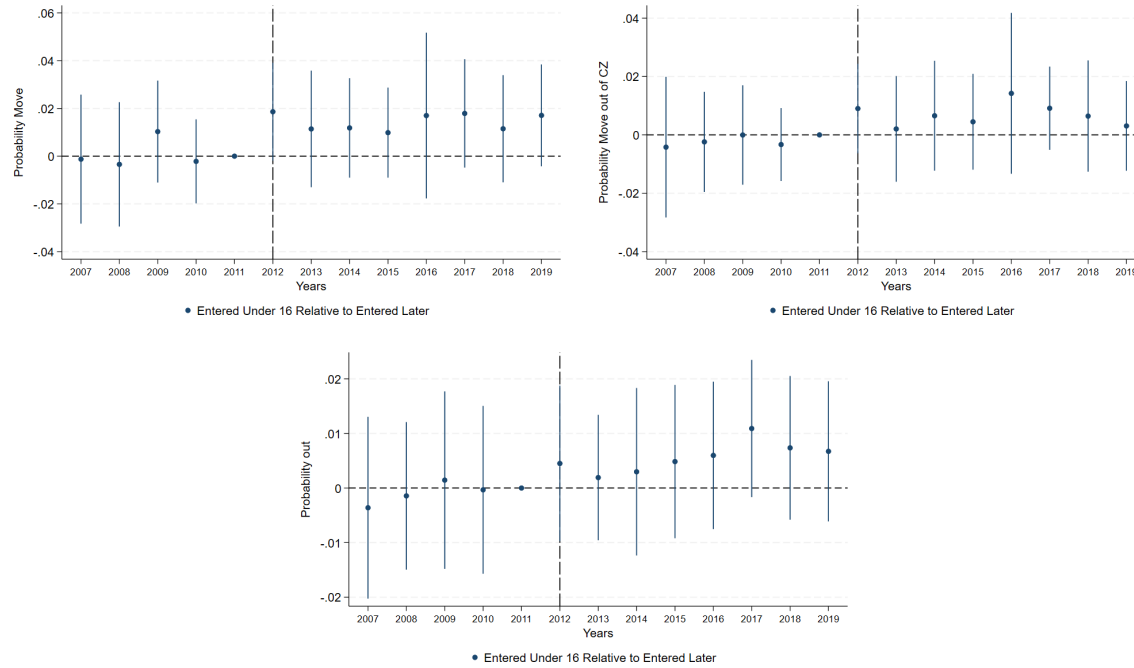 Probability Move
.06
.04
.02
0
-.02
-.04
2007 2008 2009 2010 2011 2012 2013 2014 2015 2016 2017 2018 2019
Years
Entered Under 16 Relative to Entered Later
Probability Move out of CZ
.04
.02
0
-.02
-.04
2007 2008 2009 2010 2011 2012 2013 2014 2015 2016 2017 2018 2019
Years
Entered Under 16 Relative to Entered Later
Probability out
.02
.01
0
-.01
-.02
2007 2008 2009 2010 2011 2012 2013 2014 2015 2016 2017 2018 2019
Years
Entered Under 16 Relative to Entered Later